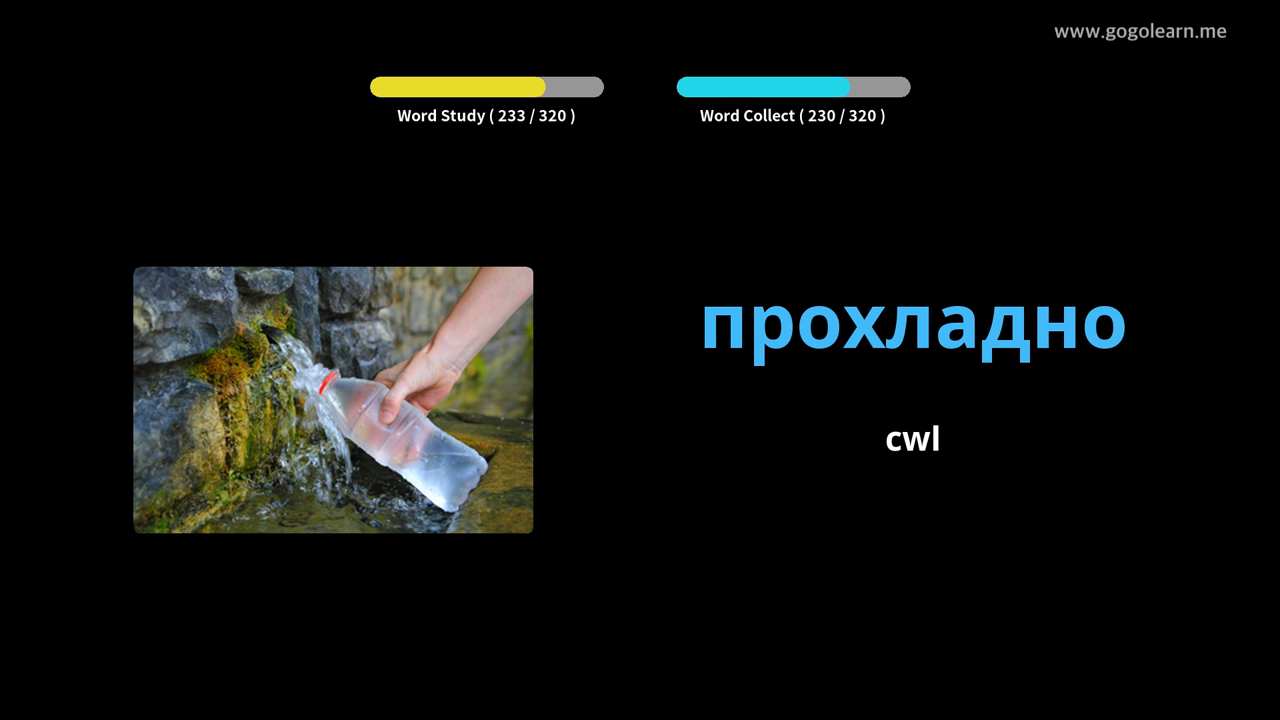 www.gogolearn.me
Word Study ( 233 / 320 )
Word Collect ( 230 / 320 )
прохладно
cwl